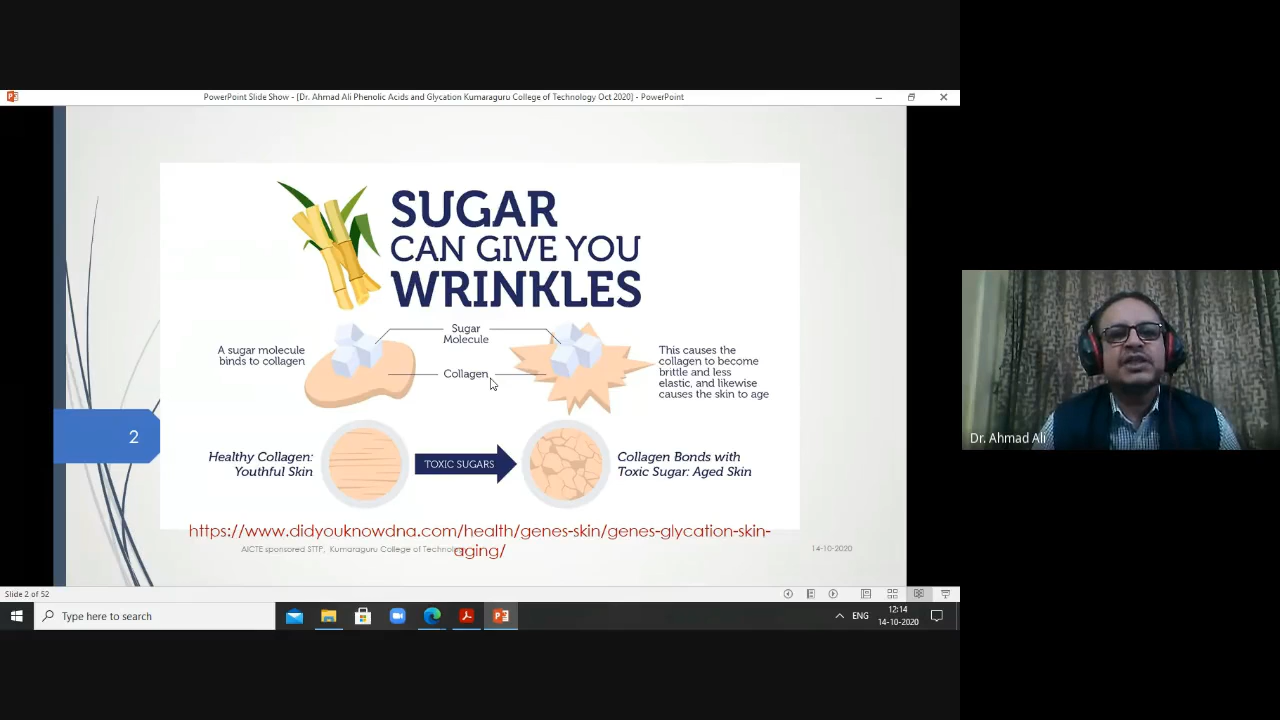 PowerPoint Slide Show - [Dr. Ahmad Ali Phenolic Acids and Glycation Kumaraguru College of Technology Oct 2020] - PowerPoint
SUGAR
CAN GIVE YOU
WRINKLES
A sugar molecule
binds to collagen
Sugar
Molecule
Collagen
This causes the
collagen to become
brittle and less
elastic, and likewise
causes the skin to age
2
Healthy Collagen:
Youthful Skin
TOXIC SUGARS
Collagen Bonds with
Toxic Sugar: Aged Skin
https://www.didyouknowdna.com/health/genes-skin/genes-glycation-skin-
aging/
AICTE sponsored STTP, Kumaraguru College of
14-10-2020
Dr. Ahmad Ali
Slide 2 of 52
Type here to search
ENG
12:14
14-10-2020